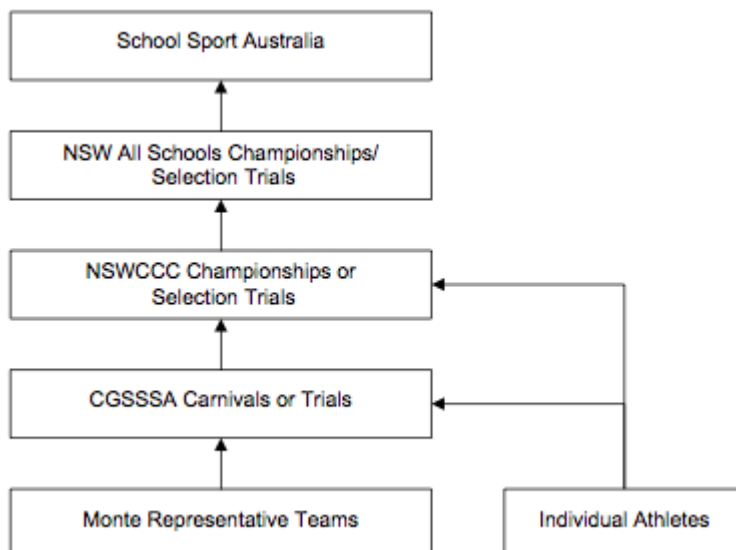 School Sport Australia
NSW All Schools Championships/
Selection Trials
NSWCCC Championships or
Selection Trials
CGSSSA Carnivals or Trials
Monte Representative Teams
Individual Athletes